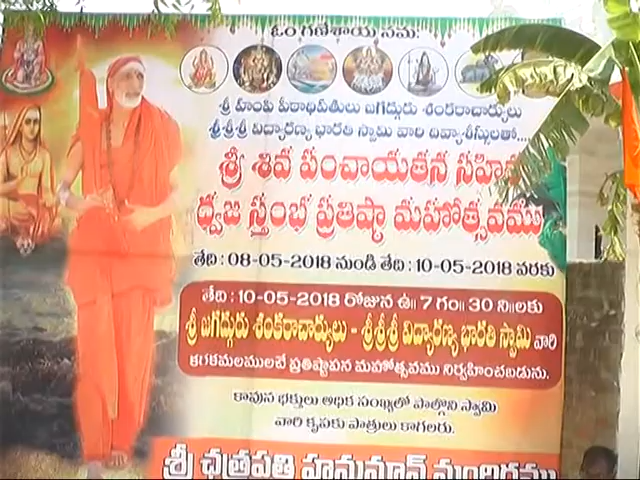 ఓం గణేశాయ నమః
శ్రీ హంపి పీఠాధిపతులు జగద్గురు శంకరాచార్యులు
శ్రీశ్రీశ్రీ విద్యారణ్య భారతి స్వామి వారి దివ్యాశీస్సులతో...
శ్రీ శివ పంచాయతన సహిత
ధ్వజ స్తంభ ప్రతిష్ఠా మహోత్సవము
తేది : 08-05-2018 నుండి తేది : 10-05-2018 వరకు
తేది : 10-05-2018 రోజున ఉ॥ 7 గం॥ 30 ని॥లకు
శ్రీ జగద్గురు శంకరాచార్యులు - శ్రీశ్రీశ్రీ విద్యారణ్య భారతి స్వామి వారి
కరకమలములచే ప్రతిష్ఠాపన మహోత్సవము నిర్వహించబడును.
కావున భక్తులు అధిక సంఖ్యలో పాల్గొని స్వామి
వారి కృపకు పాత్రులు కాగలరు.
శ్రీ ఛత్రపతి హనుమాన్ మందిరము